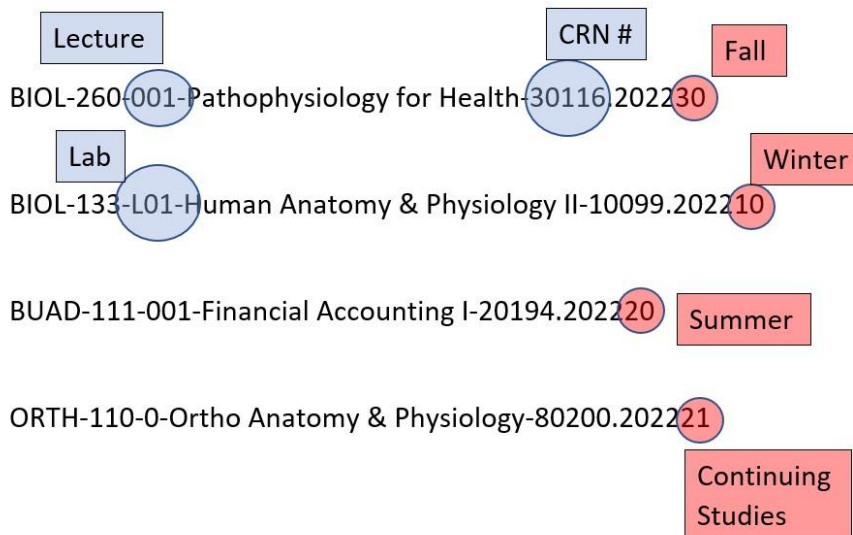 Lecture
CRN #
Fall
BIOL-260-001-Pathophysiology for Health-30116.202230
Lab
Winter
BIOL-133-L01-Human Anatomy & Physiology II-10099.202210
BUAD-111-001-Financial Accounting I-20194.202220
Summer
ORTH-110-0-Ortho Anatomy & Physiology-80200.202221
Continuing
Studies